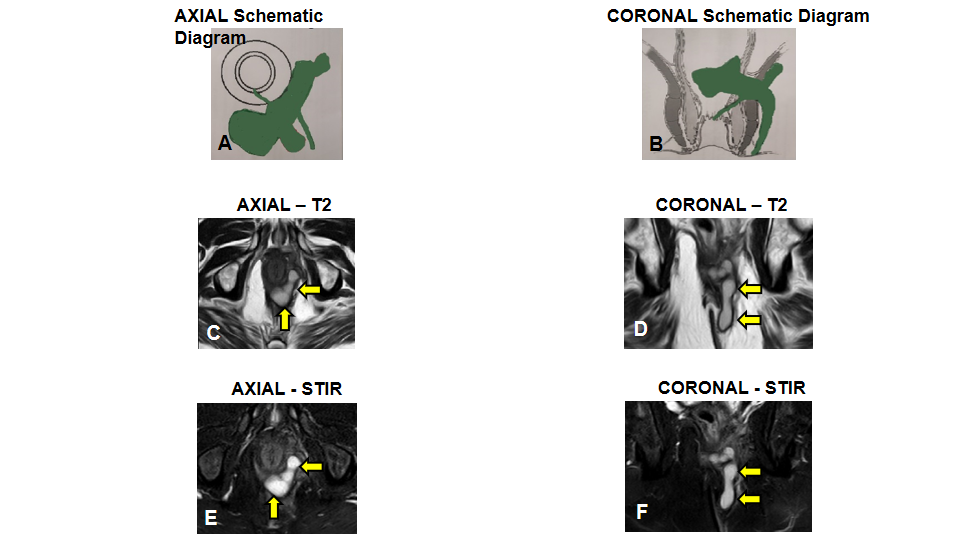 AXIAL Schematic
Diagram
CORONAL Schematic Diagram
A
B
AXIAL – T2
CORONAL – T2
C
D
AXIAL - STIR
CORONAL - STIR
E
F